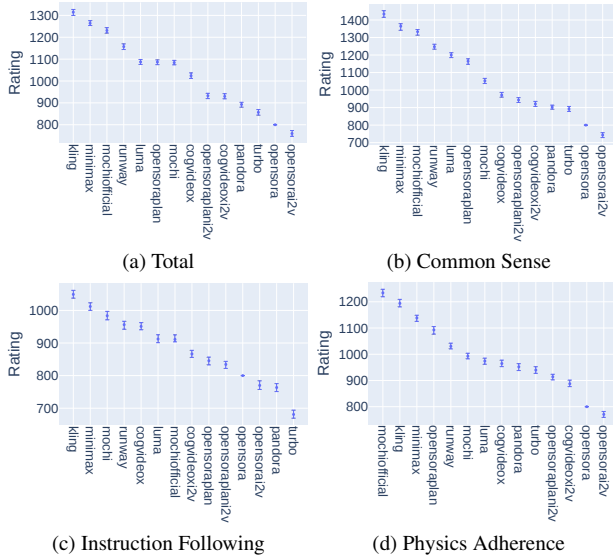 Rating
1300
1200
1100
1000
900
800
kling
minimax
mochiofficial
runway
luma
opensoraplan
mochi
cogvideox
opensoraplani2v
cogvideoxi2v
pandora
turbo
opensora
opensorai2v
(a) Total
Rating
1400
1300
1200
1100
1000
900
800
700
kling
minimax
mochiofficial
runway
luma
opensoraplan
mochi
cogvideox
opensoraplani2v
cogvideoxi2v
pandora
turbo
opensora
opensorai2v
(b) Common Sense
Rating
1000
900
800
700
kling
minimax
mochi
runway
cogvideox
luma
mochiofficial
cogvideoxi2v
opensoraplan
opensoraplani2v
opensora
opensorai2v
pandora
turbo
(c) Instruction Following
Rating
1200
1100
1000
900
800
mochiofficial
kling
minimax
opensoraplan
runway
mochi
luma
cogvideox
pandora
turbo
opensoraplani2v
cogvideoxi2v
opensora
opensorai2v
(d) Physics Adherence